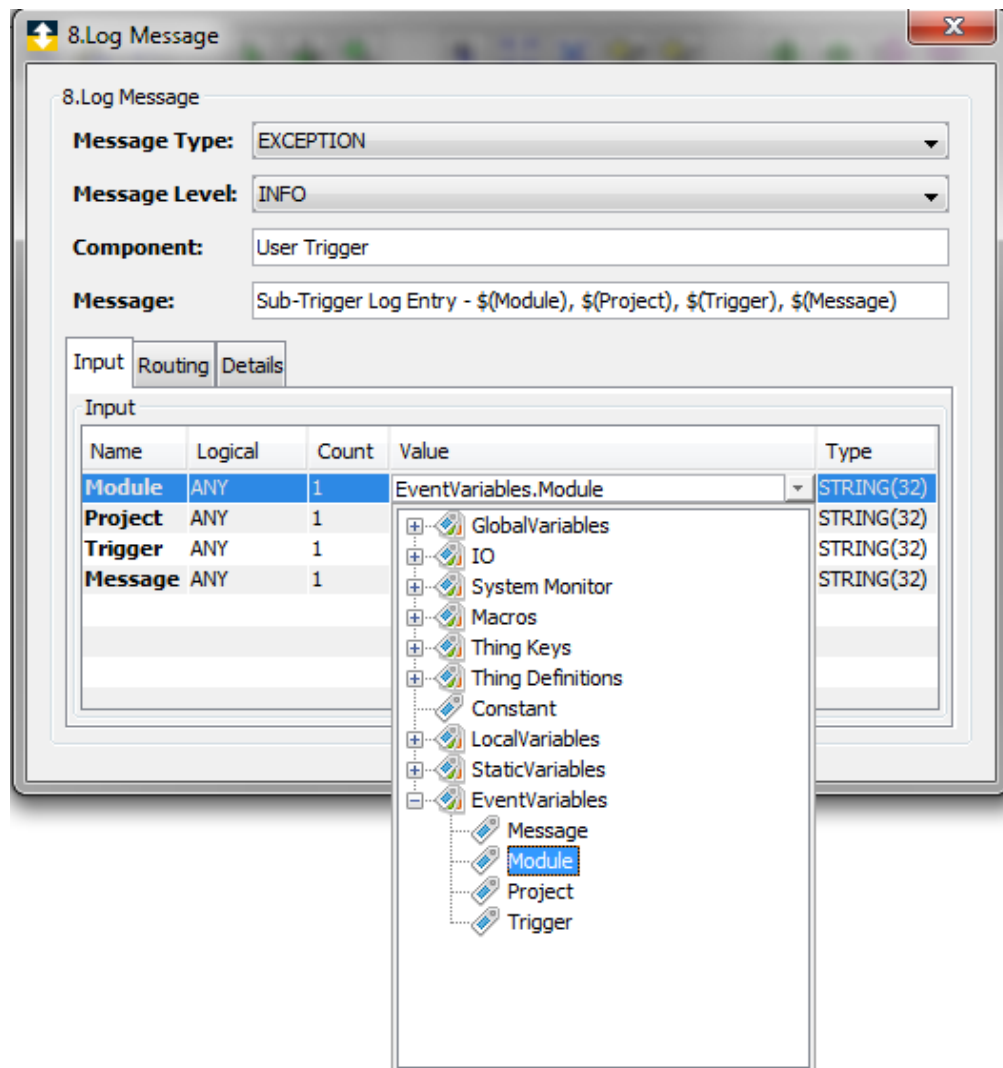 8.Log Message
8.Log Message
Message Type: EXCEPTION
Message Level: INFO
Component: User Trigger
Message: Sub-Trigger Log Entry - $(Module), $(Project), $(Trigger), $(Message)
Input Routing Details
Input
Name Logical Count Value Type
Module ANY 1 EventVariables.Module STRING(32)
Project ANY 1 STRING(32)
Trigger ANY 1 STRING(32)
Message ANY 1 STRING(32)
GlobalVariables
IO
System Monitor
Macros
Thing Keys
Thing Definitions
Constant
LocalVariables
StaticVariables
EventVariables
Message
Module
Project
Trigger